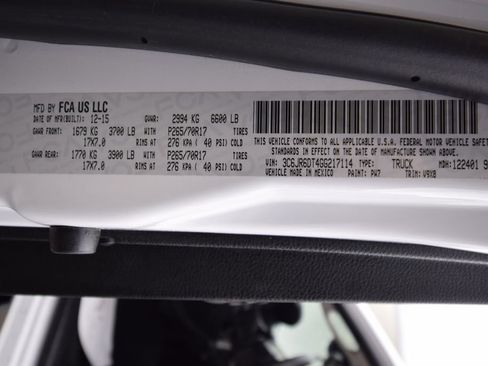 MFD BY FCA US LLC
DATE OF MFR(BUILT): 12-15 GVWR: 2994 KG 6600 LB
GAWR FRONT: 1679 KG 3700 LB WITH P265/70R17 TIRES
17X7.0 RIMS AT 276 KPA ( 40 PSI) COLD
GAWR REAR: 1770 KG 3900 LB WITH P265/70R17 TIRES
17X7.0 RIMS AT 276 KPA ( 40 PSI) COLD
THIS VEHICLE CONFORMS TO ALL APPLICABLE U.S.A. FEDERAL MOTOR VEHICLE
STANDARDS IN EFFECT ON THE DATE OF MANUFACTURE SHOWN ABOVE.
VIN: 3C6JR6DT4GG217114 TYPE: TRUCK MDH: 122401 9
VEHICLE MADE IN MEXICO PAINT: PW7 TRIM: V9X8